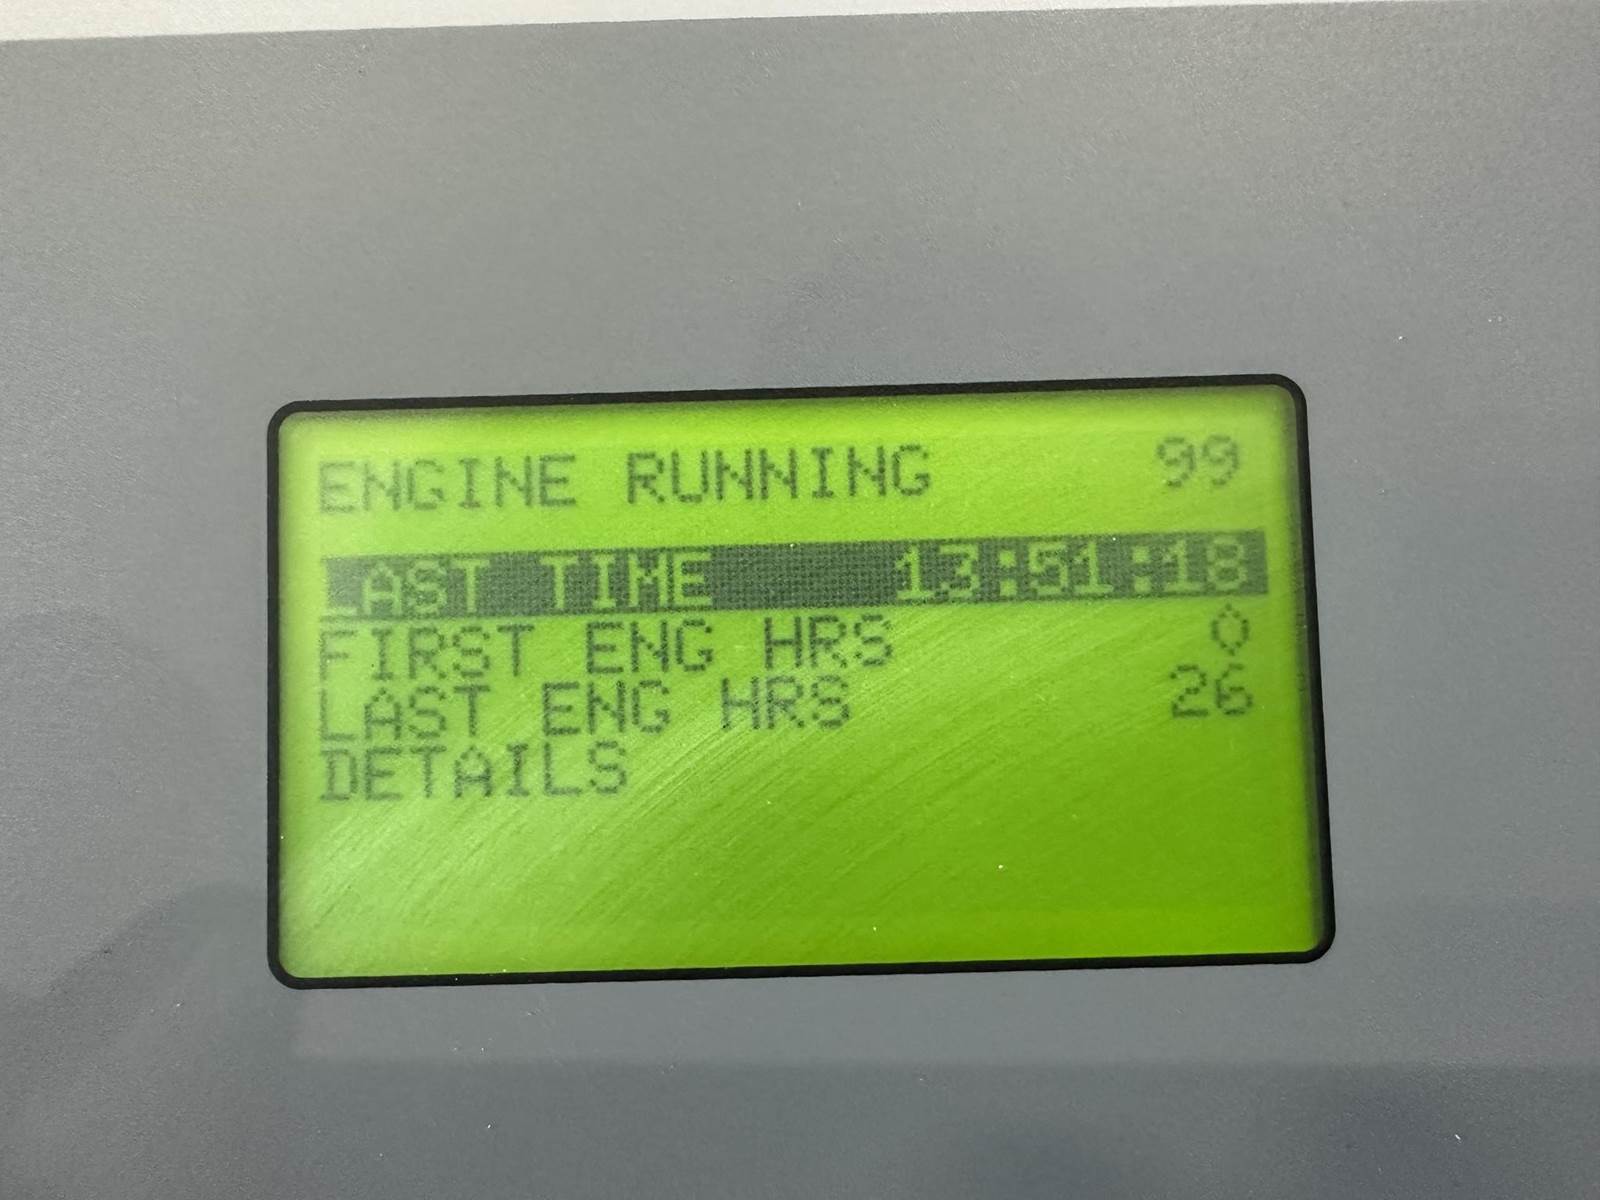 ENGINE RUNNING 99
LAST TIME 13:51:18
FIRST ENG HRS 0
LAST ENG HRS 26
DETAILS